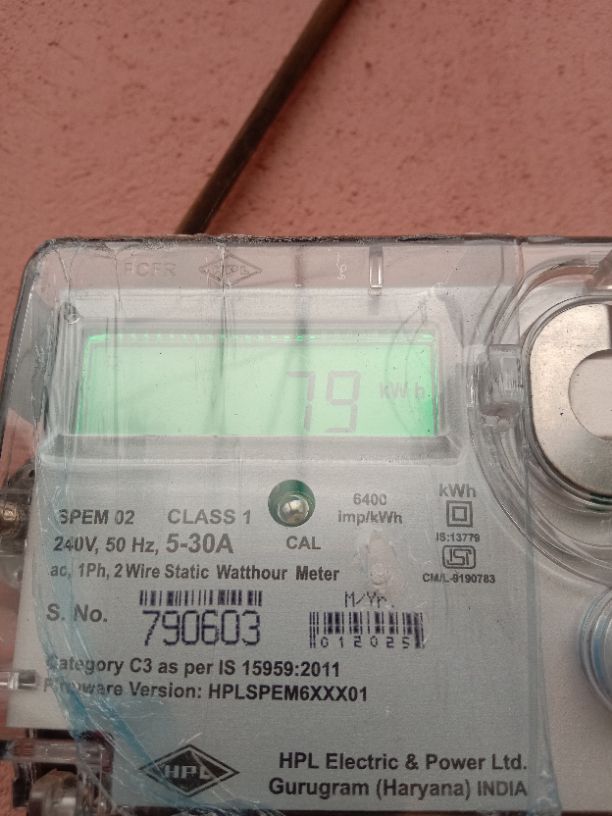 HPL
79 kWh
SPEM 02 CLASS 1
6400 imp/kWh
kWh
240V, 50 Hz, 5-30A
CAL
IS:13779
ISI
CM/L-9190783
ac, 1Ph, 2 Wire Static Watthour Meter
M/Yr.
S. No. 790603
012025
Category C3 as per IS 15959:2011
Firmware Version: HPLSPEM6XXX01
HPL
HPL Electric & Power Ltd.
Gurugram (Haryana) INDIA